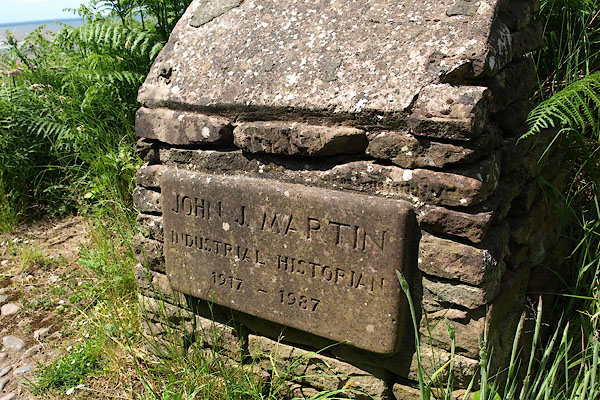 JOHN J. MARTIN
INDUSTRIAL HISTORIAN
1917 - 1987